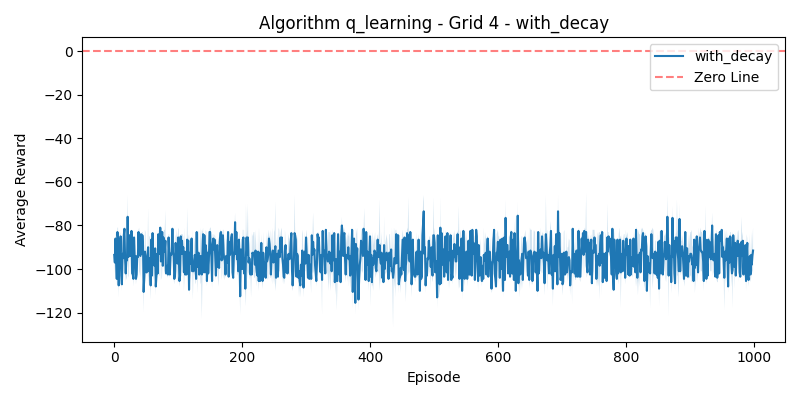 Algorithm q_learning - Grid 4 - with_decay
with_decay
Zero Line
Average Reward
0
−20
−40
−60
−80
−100
−120
0
200
400
600
800
1000
Episode